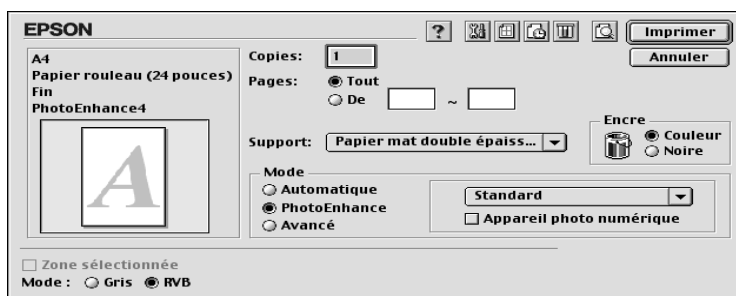 EPSON
?
Imprimer
Annuler
A4
Papier rouleau (24 pouces)
Fin
PhotoEnhance4
A
Copies: 1
Pages: Tout
De ~
Support: Papier mat double épaiss...
Encre
Couleur
Noire
Mode
Automatique
PhotoEnhance
Avancé
Standard
Appareil photo numérique
Zone sélectionnée
Mode : Gris RVB